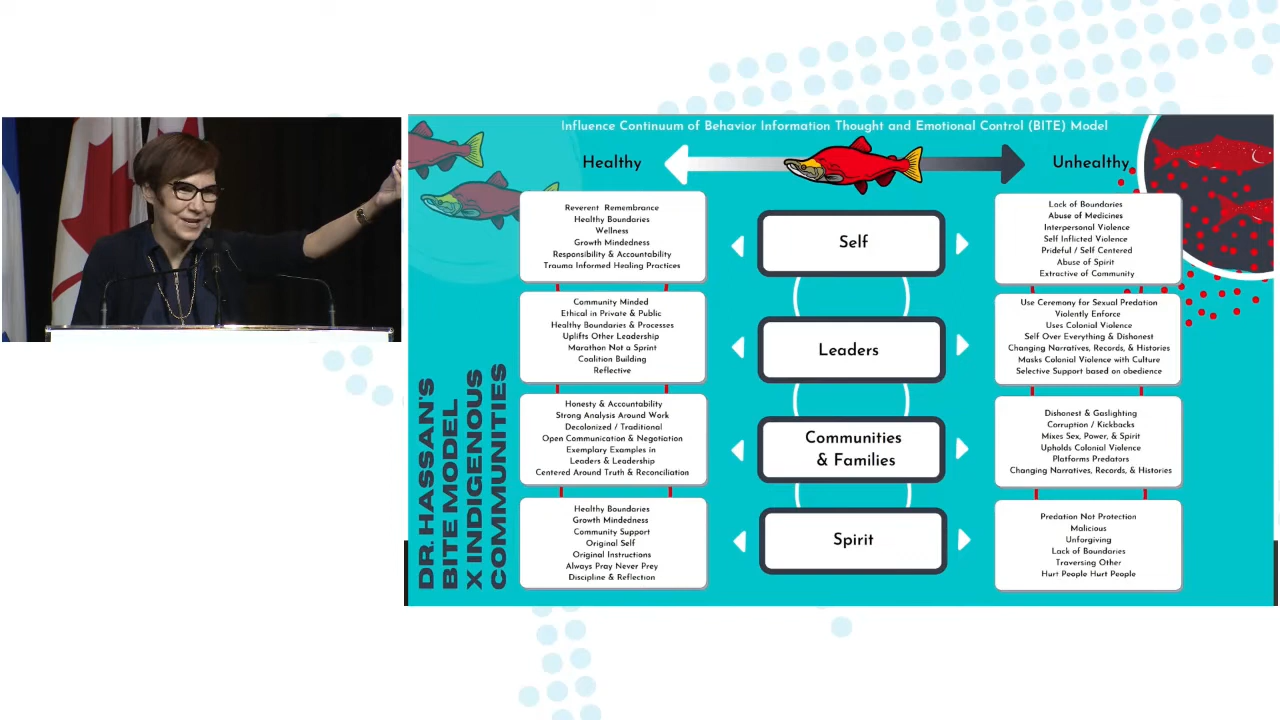 Influence Continuum of Behavior Information Thought and Emotional Control (BITE) Model
Healthy
Unhealthy
Reverent Remembrance
Healthy Boundaries
Wellness
Growth Mindedness
Responsibility & Accountability
Trauma Informed Healing Practices
Self
Lack of Boundaries
Abuse of Medicines
Interpersonal Violence
Self Inflicted Violence
Prideful / Self Centered
Abuse of Spirit
Extractive of Community
Community Minded
Ethical in Private & Public
Healthy Boundaries & Processes
Uplifts Other Leadership
Marathon Not a Sprint
Coalition Building
Reflective
Leaders
Use Ceremony for Sexual Predation
Violently Enforce
Uses Colonial Violence
Self Over Everything & Dishonest
Changing Narratives, Records, & Histories
Masks Colonial Violence with Culture
Selective Support based on obedience
Honesty & Accountability
Strong Analysis Around Work
Decolonized / Traditional
Open Communication & Negotiation
Exemplary Examples in
Leaders & Leadership
Centered Around Truth & Reconciliation
Communities
& Families
Dishonest & Gaslighting
Corruption / Kickbacks
Mixes Sex, Power, & Spirit
Upholds Colonial Violence
Platforms Predators
Changing Narratives, Records, & Histories
Healthy Boundaries
Growth Mindedness
Community Support
Original Self
Original Instructions
Always Pray Never Prey
Discipline & Reflection
Spirit
Predation Not Protection
Malicious
Unforgiving
Lack of Boundaries
Traversing Other
Hurt People Hurt People
DR. HASSAN'S
BITE MODEL
X INDIGENOUS
COMMUNITIES